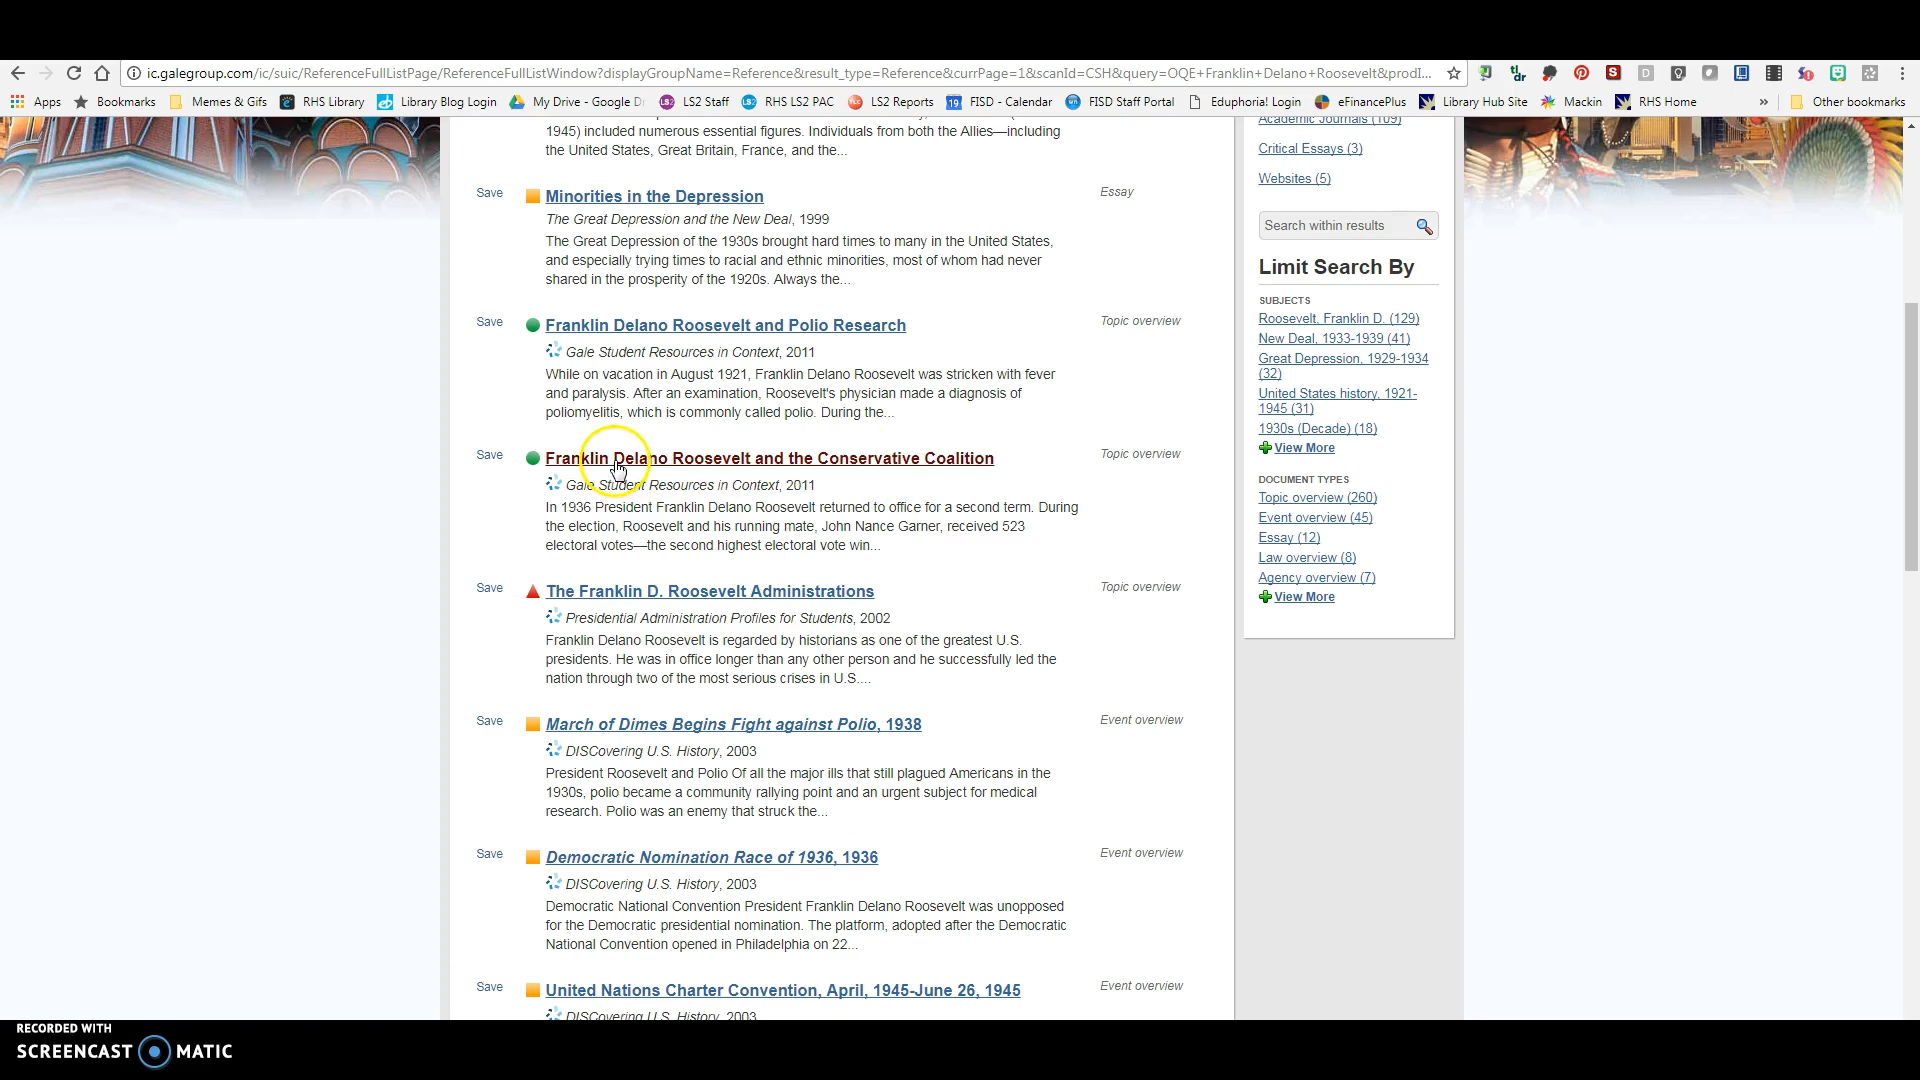 ic.galegroup.com/ic/suic/ReferenceFullListPage/ReferenceFullListWindow?displayGroupName=Reference&result_type=Reference&currPage=1&scanId=CSH&query=OQE+Franklin+Delano+Roosevelt&prodI...
Apps Bookmarks Memes & Gifs RHS Library Library Blog Login My Drive - Google D LS2 Staff RHS LS2 PAC LS2 Reports FISD - Calendar FISD Staff Portal Eduphoria! Login eFinancePlus Library Hub Site Mackin RHS Home » Other bookmarks
1945) included numerous essential figures. Individuals from both the Allies—including
the United States, Great Britain, France, and the...
Save Minorities in the Depression Essay
The Great Depression and the New Deal, 1999
The Great Depression of the 1930s brought hard times to many in the United States,
and especially trying times to racial and ethnic minorities, most of whom had never
shared in the prosperity of the 1920s. Always the...
Save Franklin Delano Roosevelt and Polio Research Topic overview
Gale Student Resources in Context, 2011
While on vacation in August 1921, Franklin Delano Roosevelt was stricken with fever
and paralysis. After an examination, Roosevelt's physician made a diagnosis of
poliomyelitis, which is commonly called polio. During the...
Save Franklin Delano Roosevelt and the Conservative Coalition Topic overview
Gale Student Resources in Context, 2011
In 1936 President Franklin Delano Roosevelt returned to office for a second term. During
the election, Roosevelt and his running mate, John Nance Garner, received 523
electoral votes—the second highest electoral vote win...
Save The Franklin D. Roosevelt Administrations Topic overview
Presidential Administration Profiles for Students, 2002
Franklin Delano Roosevelt is regarded by historians as one of the greatest U.S.
presidents. He was in office longer than any other person and he successfully led the
nation through two of the most serious crises in U.S....
Save March of Dimes Begins Fight against Polio, 1938 Event overview
DISCovering U.S. History, 2003
President Roosevelt and Polio Of all the major ills that still plagued Americans in the
1930s, polio became a community rallying point and an urgent subject for medical
research. Polio was an enemy that struck the...
Save Democratic Nomination Race of 1936, 1936 Event overview
DISCovering U.S. History, 2003
Democratic National Convention President Franklin Delano Roosevelt was unopposed
for the Democratic presidential nomination. The platform, adopted after the Democratic
National Convention opened in Philadelphia on 22...
Save United Nations Charter Convention, April, 1945-June 26, 1945 Event overview
DISCovering U.S. History, 2003
Academic Journals (109)
Critical Essays (3)
Websites (5)
Search within results
Limit Search By
SUBJECTS
Roosevelt, Franklin D. (129)
New Deal, 1933-1939 (41)
Great Depression, 1929-1934
(32)
United States history, 1921-
1945 (31)
1930s (Decade) (18)
View More
DOCUMENT TYPES
Topic overview (260)
Event overview (45)
Essay (12)
Law overview (8)
Agency overview (7)
View More
RECORDED WITH
SCREENCAST MATIC